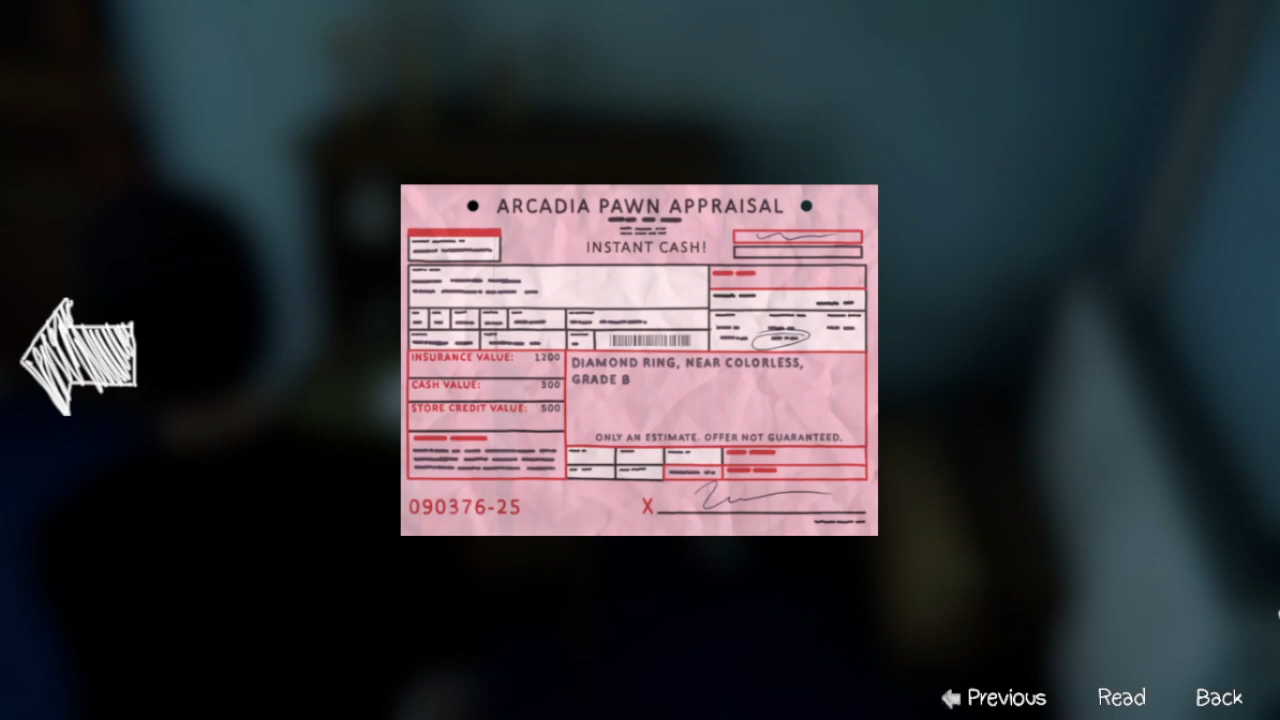 ARCADIA PAWN APPRAISAL
INSTANT CASH!
INSURANCE VALUE: 1200
CASH VALUE: 300
STORE CREDIT VALUE: 500
DIAMOND RING, NEAR COLORLESS,
GRADE B
ONLY AN ESTIMATE. OFFER NOT GUARANTEED.
090376-25
X
Previous
Read
Back